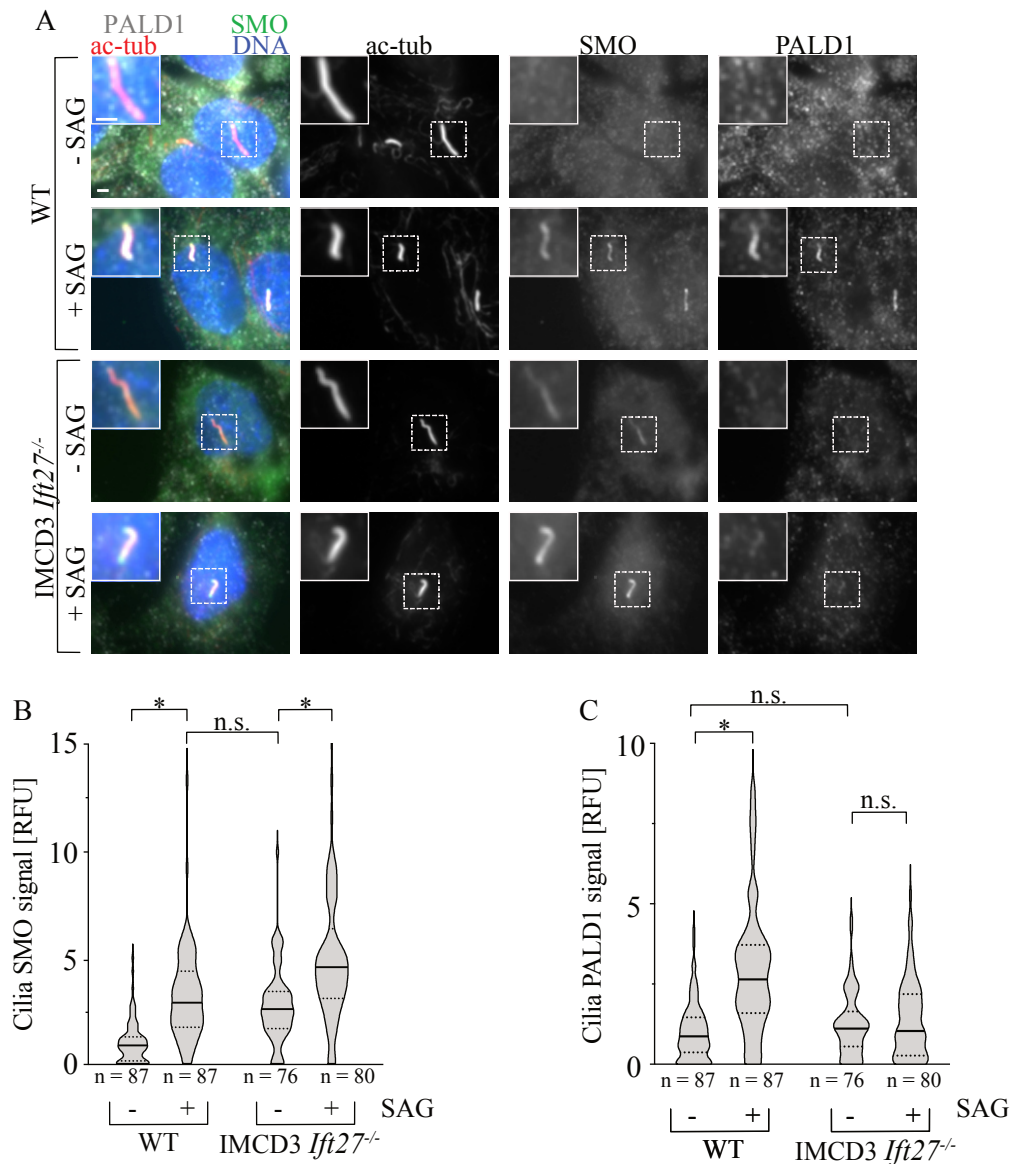 A
PALD1 SMO
ac-tub DNA ac-tub SMO PALD1
WT
- SAG
+ SAG
IMCD3 Ift27-/-
- SAG
+ SAG
B
* n.s. *
Cilia SMO signal [RFU]
15
10
5
0
n = 87 n = 87 n = 76 n = 80
- + - + SAG
WT IMCD3 Ift27-/-
C
n.s.
*
n.s.
Cilia PALD1 signal [RFU]
10
5
0
n = 87 n = 87 n = 76 n = 80
- + - + SAG
WT IMCD3 Ift27-/-